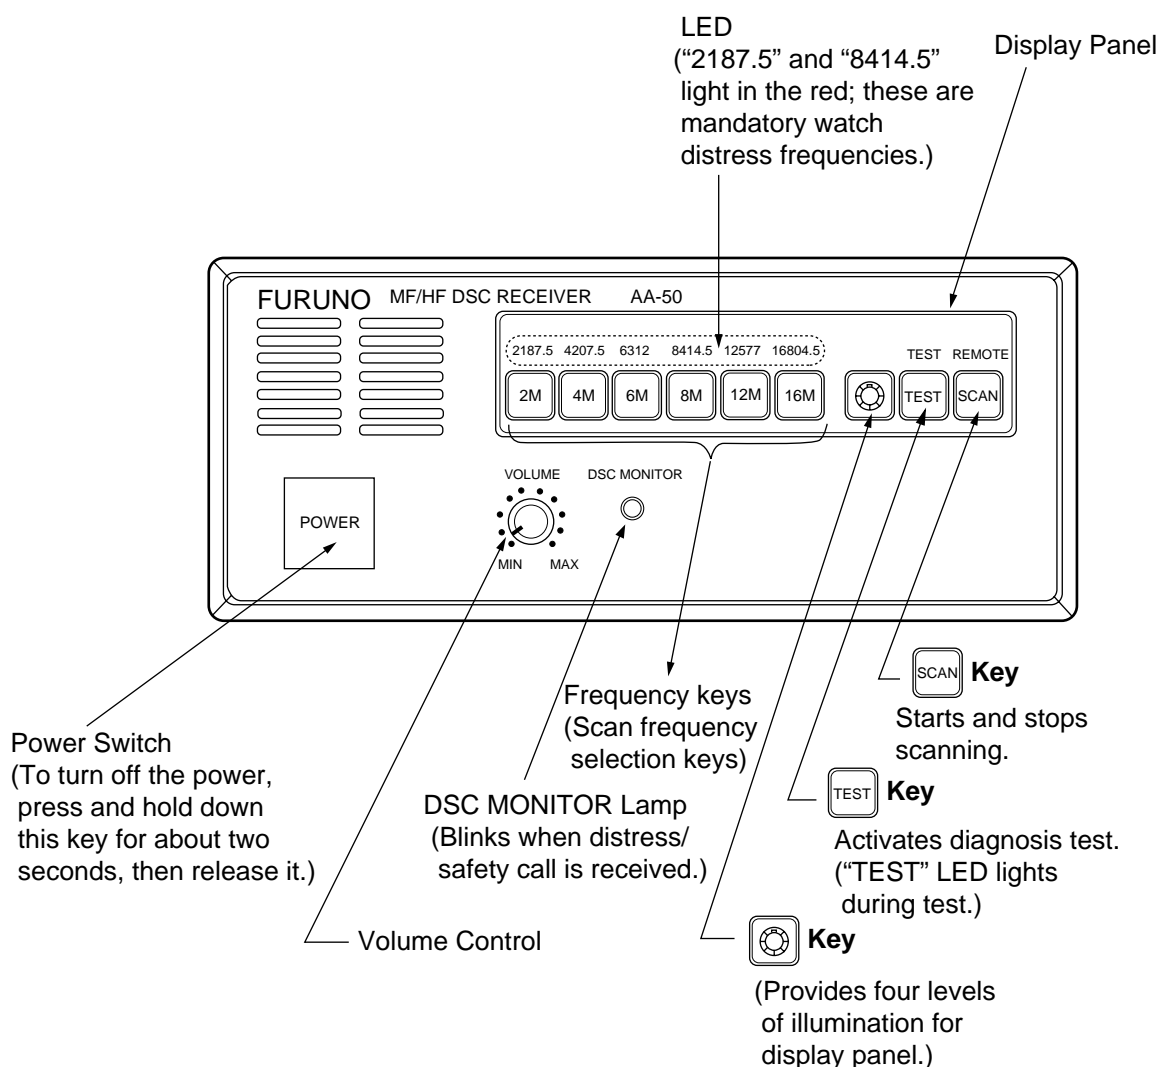 LED
(“2187.5” and “8414.5”
light in the red; these are
mandatory watch
distress frequencies.)
Display Panel
FURUNO MF/HF DSC RECEIVER AA-50
2187.5 4207.5 6312 8414.5 12577 16804.5 TEST REMOTE
2M 4M 6M 8M 12M 16M TEST SCAN
VOLUME DSC MONITOR
POWER
MIN MAX
SCAN Key
Starts and stops
scanning.
Frequency keys
(Scan frequency
selection keys)
Power Switch
(To turn off the power,
press and hold down
this key for about two
seconds, then release it.)
TEST Key
Activates diagnosis test.
(“TEST” LED lights
during test.)
DSC MONITOR Lamp
(Blinks when distress/
safety call is received.)
Volume Control
Key
(Provides four levels
of illumination for
display panel.)